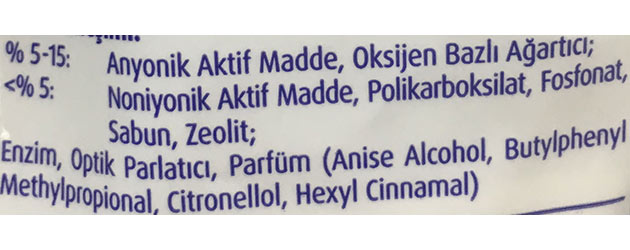 % 5-15: Anyonik Aktif Madde, Oksijen Bazlı Ağartıcı;
<% 5: Noniyonik Aktif Madde, Polikarboksilat, Fosfonat,
Sabun, Zeolit;
Enzim, Optik Parlatıcı, Parfüm (Anise Alcohol, Butylphenyl
Methylpropional, Citronellol, Hexyl Cinnamal)